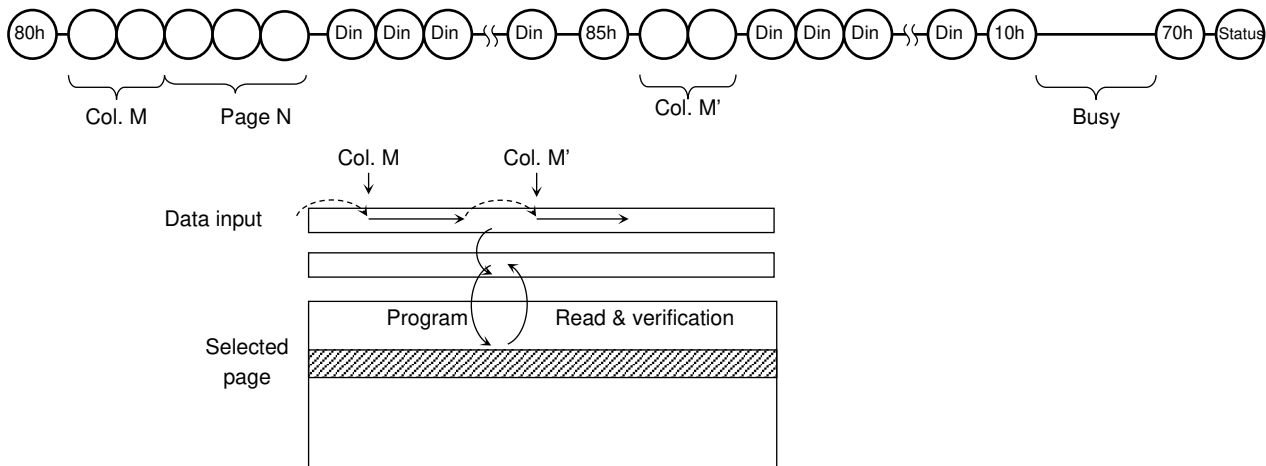 80h Din Din Din Din 85h Din Din Din Din 10h 70h Status
Col. M Page N Col. M' Busy
Col. M Col. M'
Data input
Program Read & verification
Selected
page